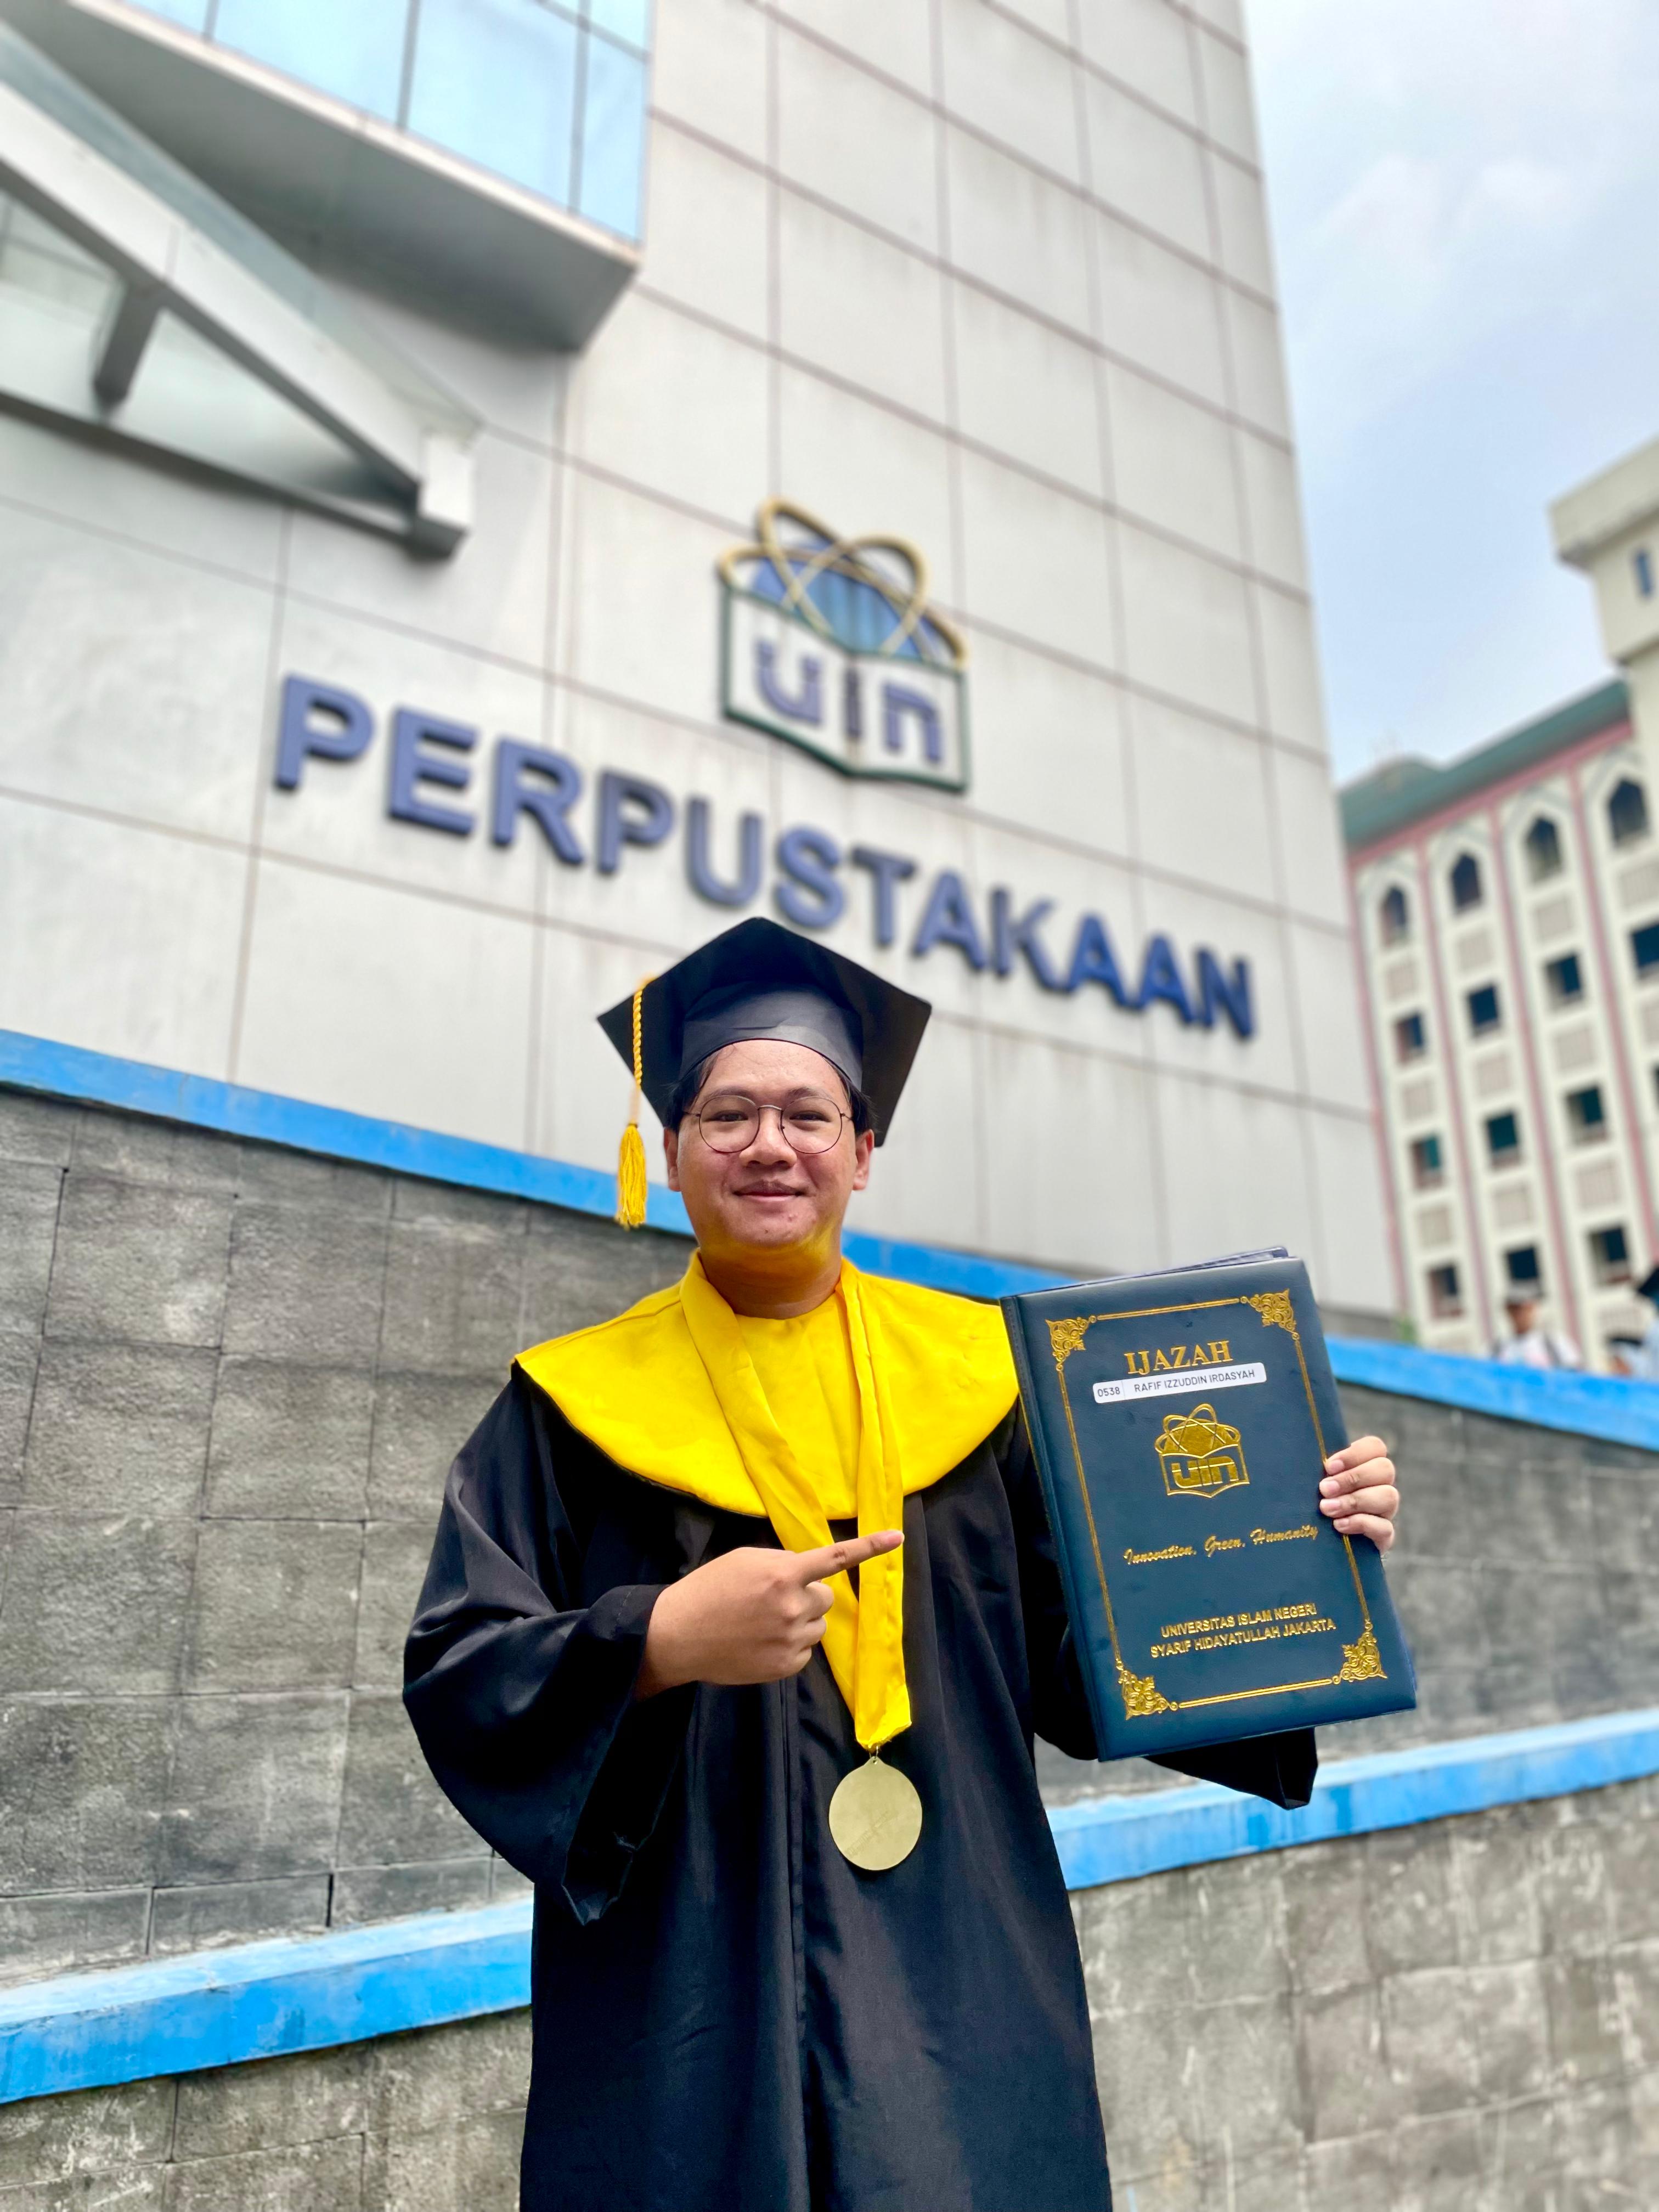 uin
PERPUSTAKAAN
IJAZAH
0538 RAFIF IZZUDDIN IRDASYAH
uin
Innovation, Green, Humanity
UNIVERSITAS ISLAM NEGERI
SYARIF HIDAYATULLAH JAKARTA